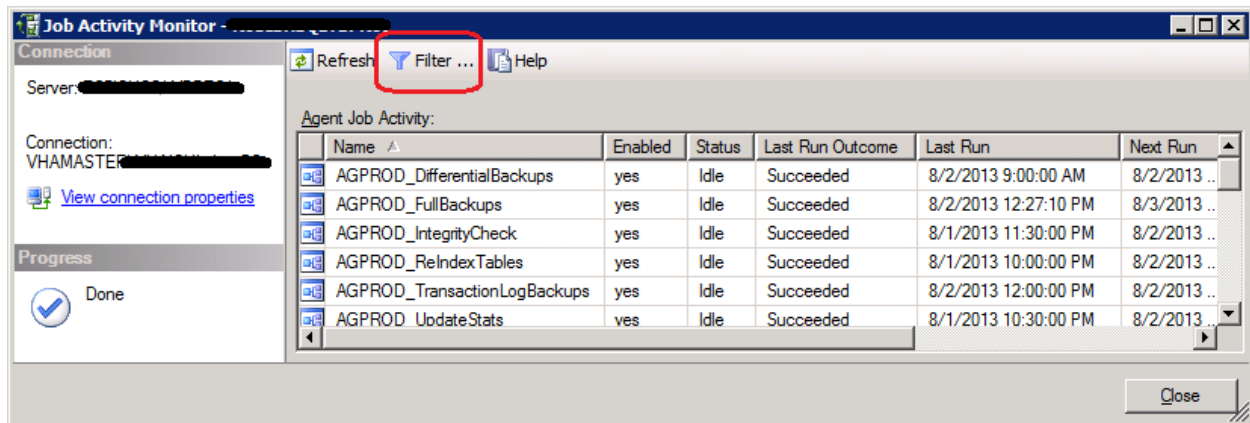 Job Activity Monitor -
Connection
Server:
Connection:
VHAMASTER
View connection properties
Progress
Done
Refresh Filter ... Help
Agent Job Activity:
Name Enabled Status Last Run Outcome Last Run Next Run
AGPROD_DifferentialBackups yes Idle Succeeded 8/2/2013 9:00:00 AM 8/2/2013 ..
AGPROD_FullBackups yes Idle Succeeded 8/2/2013 12:27:10 PM 8/3/2013 ..
AGPROD_IntegrityCheck yes Idle Succeeded 8/1/2013 11:30:00 PM 8/2/2013 ..
AGPROD_ReIndexTables yes Idle Succeeded 8/1/2013 10:00:00 PM 8/2/2013 ..
AGPROD_TransactionLogBackups yes Idle Succeeded 8/2/2013 12:00:00 PM 8/2/2013 ..
AGPROD_UpdateStats yes Idle Succeeded 8/1/2013 10:30:00 PM 8/2/2013 ..
Close